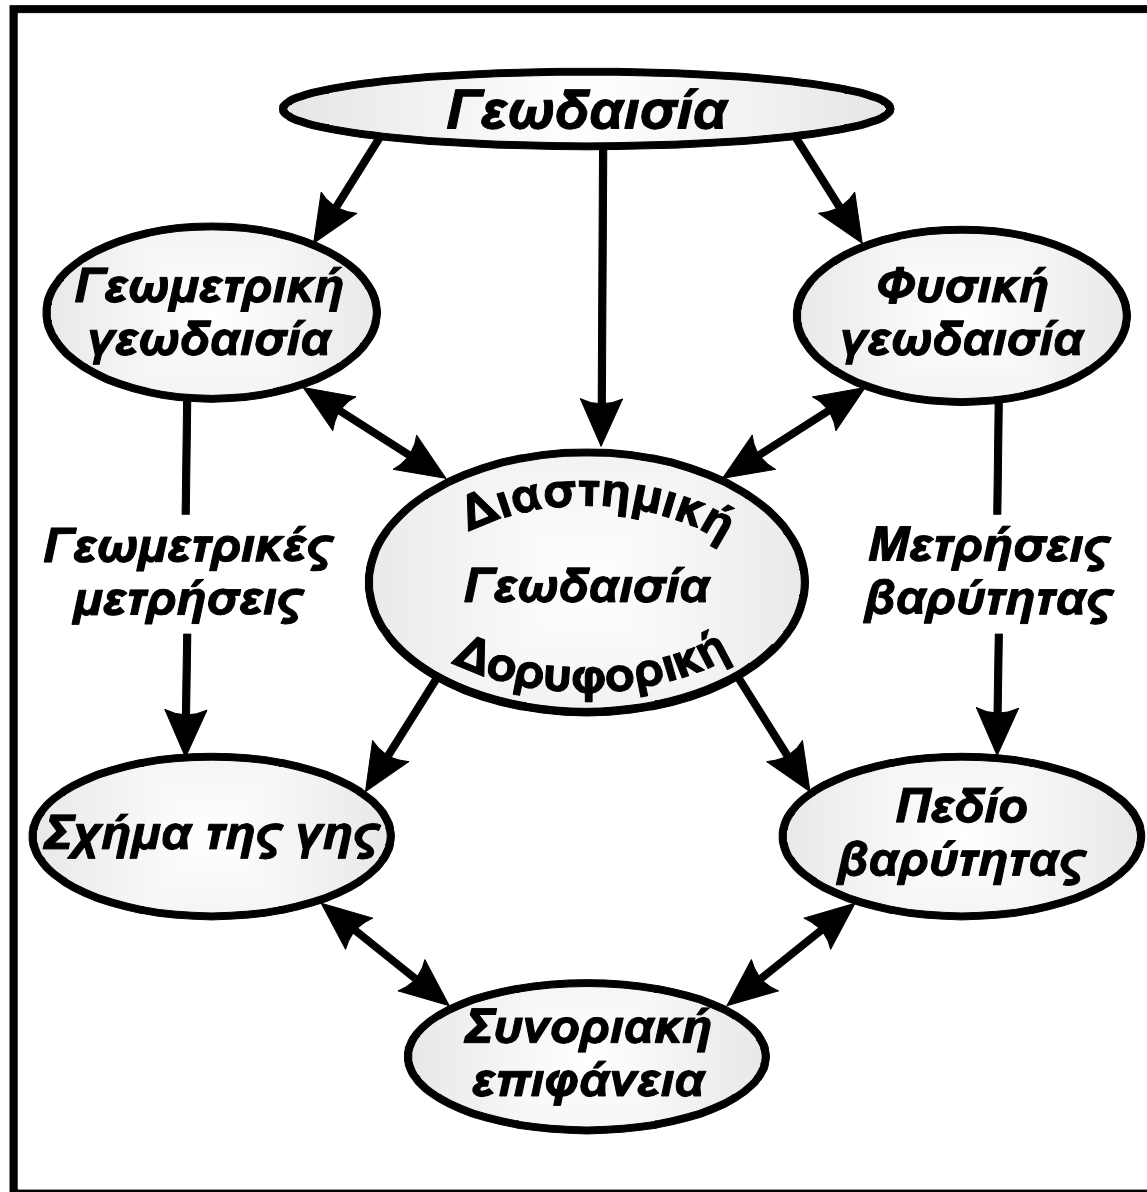 Γεωδαισία
Γεωμετρική
γεωδαισία
Φυσική
γεωδαισία
Διαστημική
Γεωδαισία
Δορυφορική
Γεωμετρικές
μετρήσεις
Μετρήσεις
βαρύτητας
Σχήμα της γης
Πεδίο
βαρύτητας
Συνοριακή
επιφάνεια